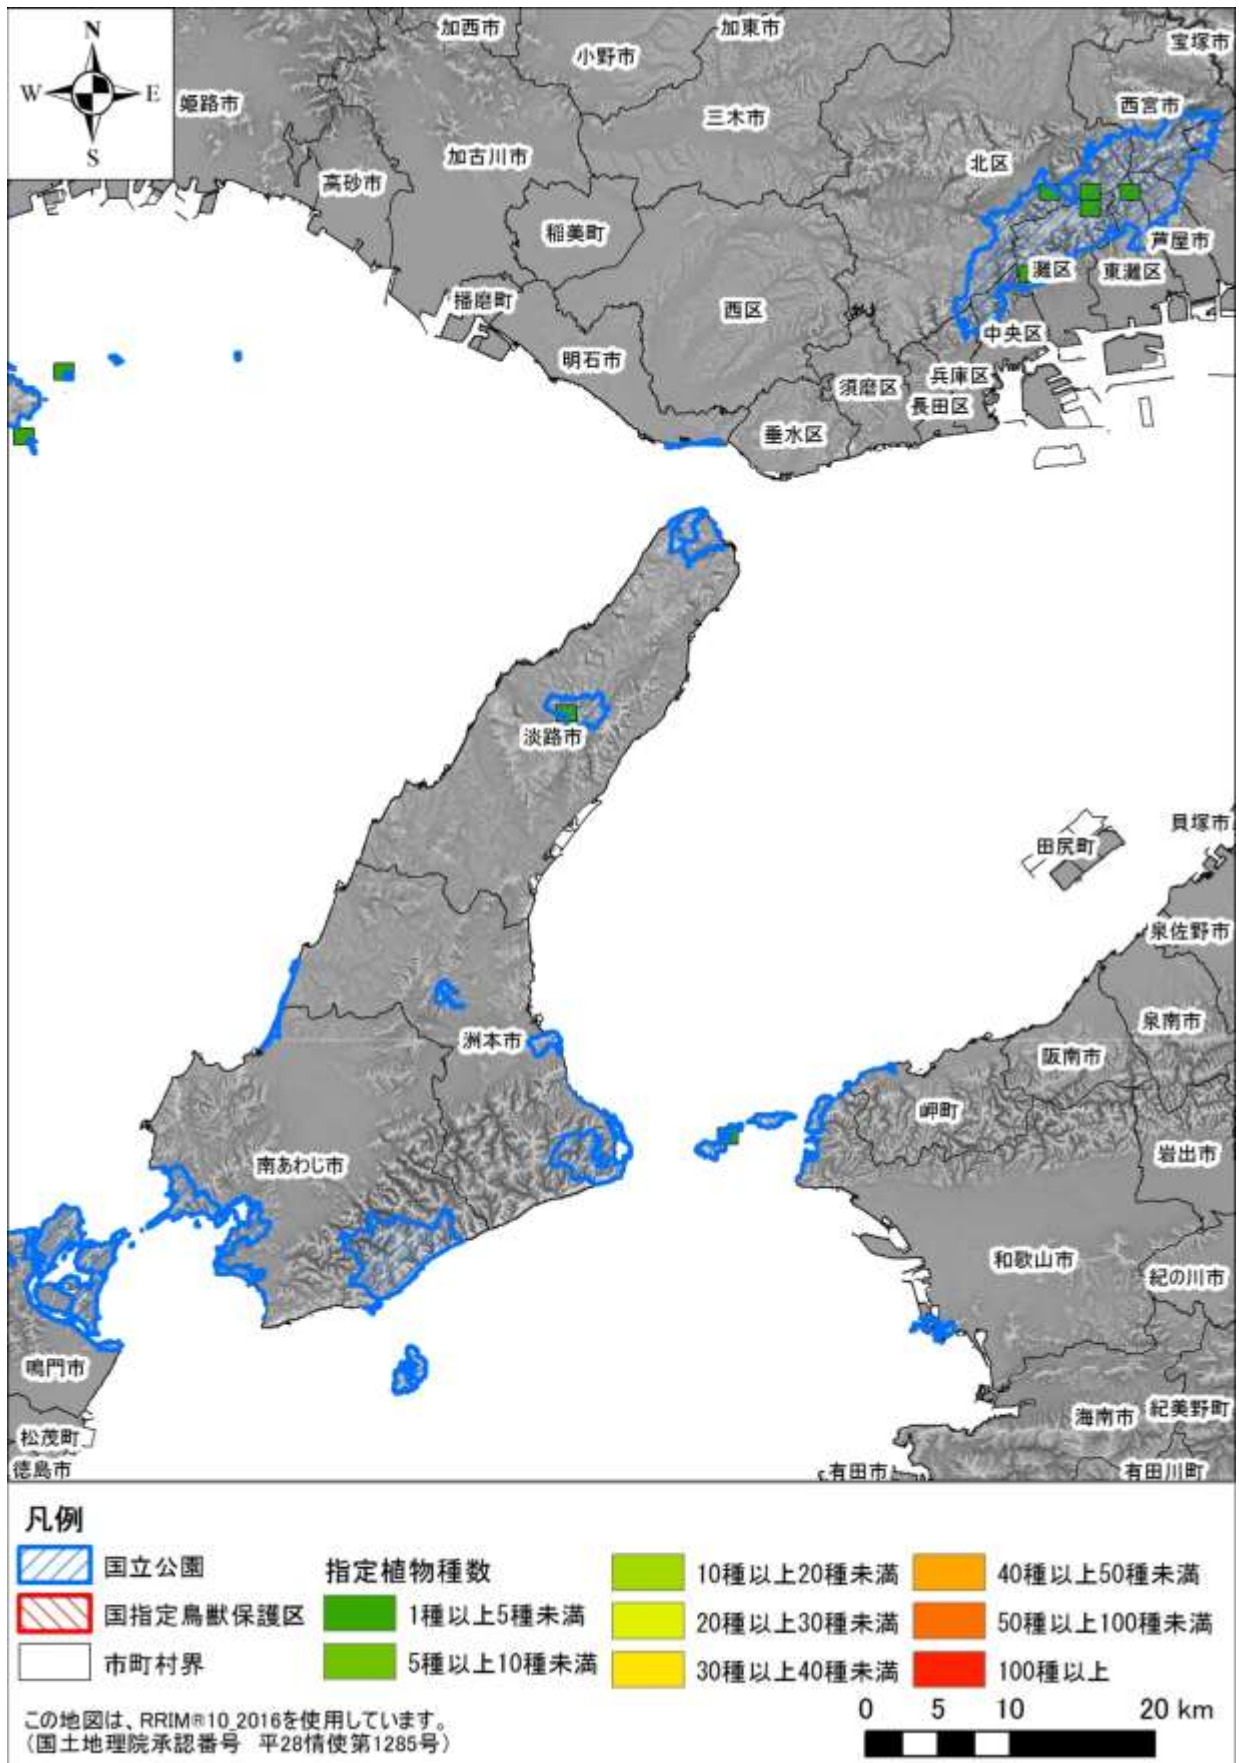 N
W
E
S
加西市
加東市
小野市
宝塚市
姫路市
三木市
西宮市
加古川市
北区
高砂市
稲美町
芦屋市
灘区
東灘区
播磨町
西区
中央区
明石市
兵庫区
須磨区
長田区
垂水区
淡路市
貝塚市
田尻町
泉佐野市
泉南市
洲本市
阪南市
岬町
岩出市
南あわじ市
和歌山市
紀の川市
鳴門市
紀美野町
海南市
松茂町
徳島市
有田市
有田川町
凡例
国立公園
国指定鳥獣保護区
市町村界
指定植物種数
1種以上5種未満
5種以上10種未満
10種以上20種未満
20種以上30種未満
30種以上40種未満
40種以上50種未満
50種以上100種未満
100種以上
この地図は、RRIM®10_2016を使用しています。
（国土地理院承認番号 平28情使第1285号）
0 5 10 20 km